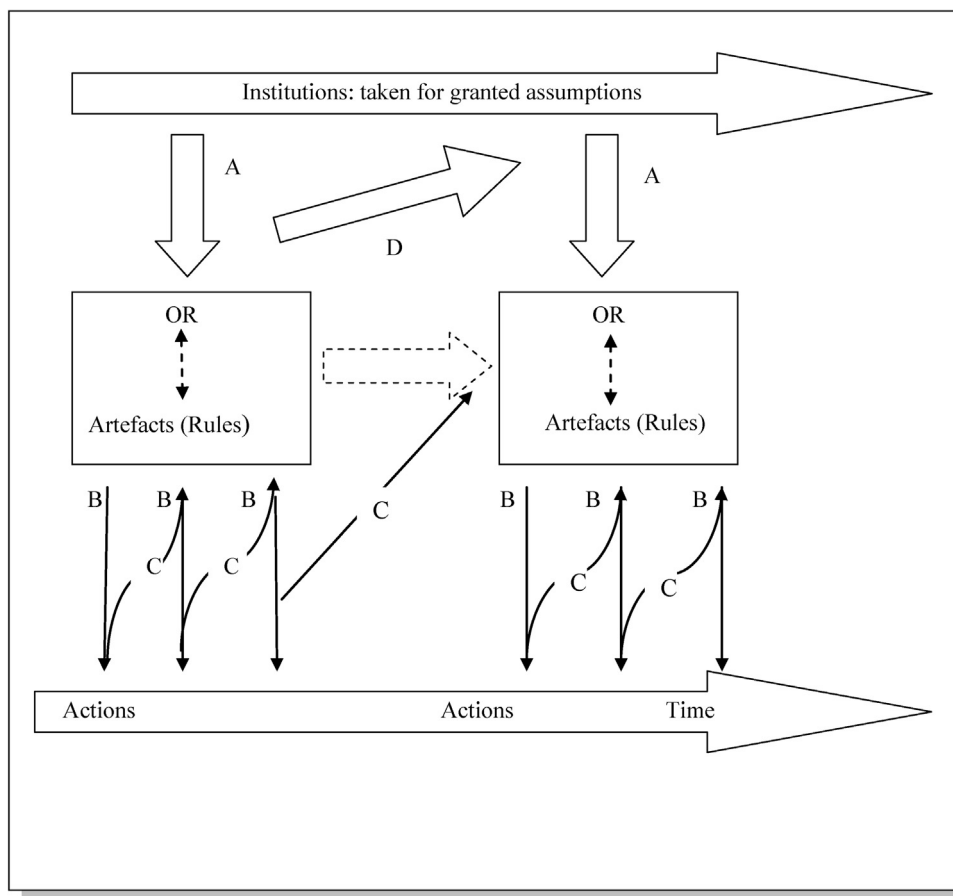 Institutions: taken for granted assumptions
A
A
D
OR
Artefacts (Rules)
OR
Artefacts (Rules)
B
B
B
C
C
C
B
B
B
C
C
Actions
Actions
Time